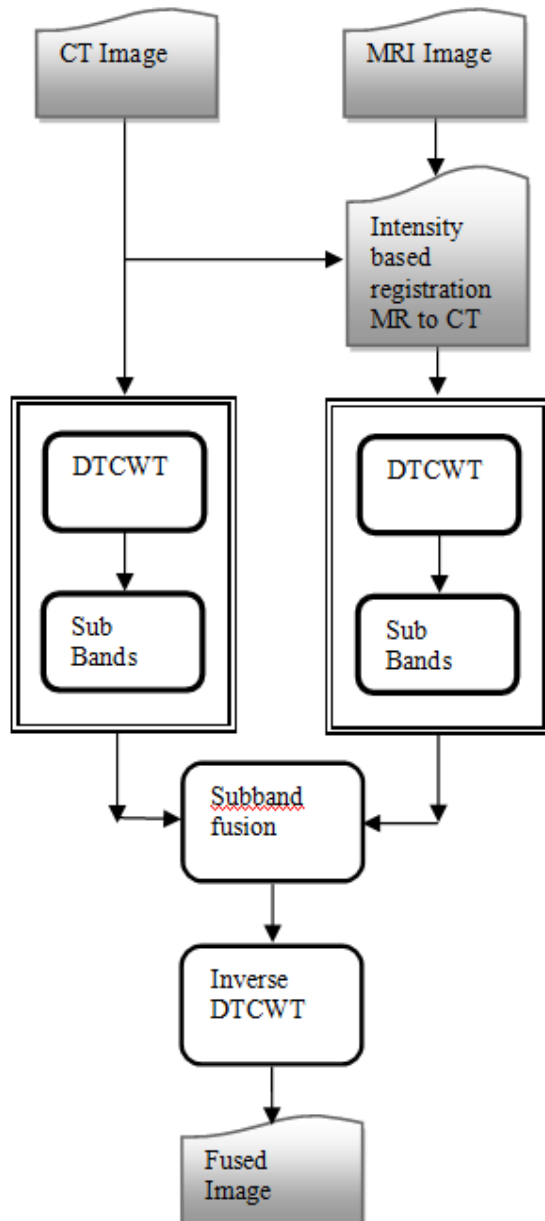 CT Image
MRI Image
Intensity
based
registration
MR to CT
DTCWT
Sub
Bands
DTCWT
Sub
Bands
Subband
fusion
Inverse
DTCWT
Fused
Image